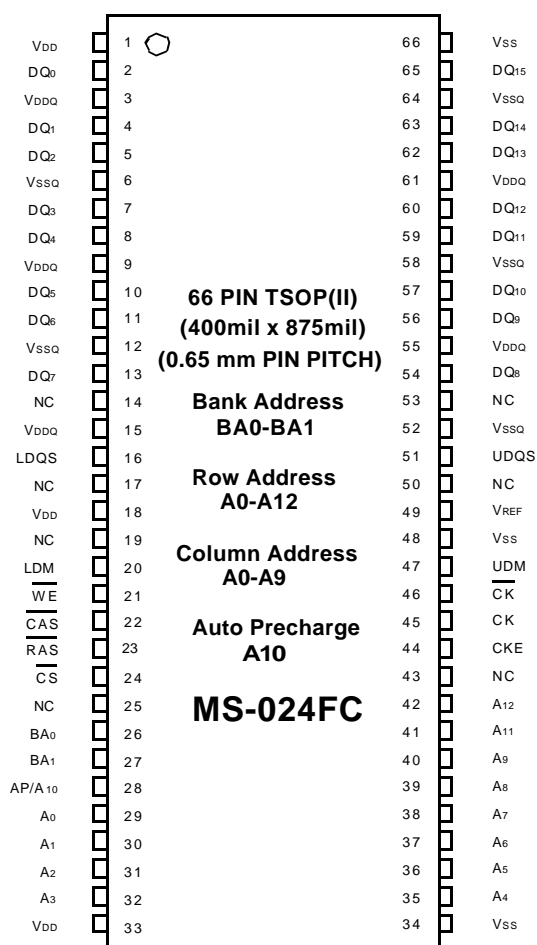 VDD 1 66 VSS
DQ0 2 65 DQ15
VDDQ 3 64 VSSQ
DQ1 4 63 DQ14
DQ2 5 62 DQ13
VSSQ 6 61 VDDQ
DQ3 7 60 DQ12
DQ4 8 59 DQ11
VDDQ 9 58 VSSQ
DQ5 10 57 DQ10
66 PIN TSOP(II)
DQ6 11 56 DQ9
(400mil x 875mil)
VSSQ 12 55 VDDQ
(0.65 mm PIN PITCH)
DQ7 13 54 DQ8
NC 14 53 NC
Bank Address
VDDQ 15 52 VSSQ
BA0-BA1
LDQS 16 51 UDQS
NC 17 50 NC
Row Address
VDD 18 49 VREF
A0-A12
NC 19 48 VSS
Column Address
LDM 20 47 UDM
A0-A9
W̅E̅ 21 46 C̅K̅
C̅A̅S̅ 22 45 CK
Auto Precharge
R̅A̅S̅ 23 44 CKE
A10
C̅S̅ 24 43 NC
NC 25 42 A12
MS-024FC
BA0 26 41 A11
BA1 27 40 A9
AP/A10 28 39 A8
A0 29 38 A7
A1 30 37 A6
A2 31 36 A5
A3 32 35 A4
VDD 33 34 VSS